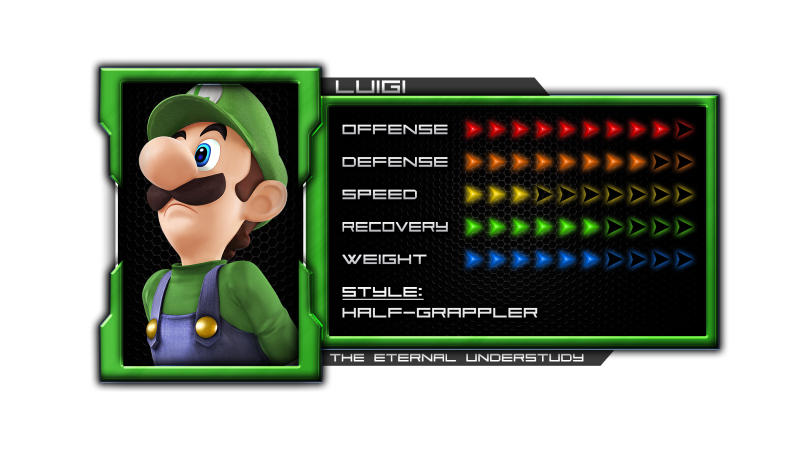 LUIGI
OFFENSE
DEFENSE
SPEED
RECOVERY
WEIGHT
STYLE:
HALF-GRAPPLER
THE ETERNAL UNDERSTUDY